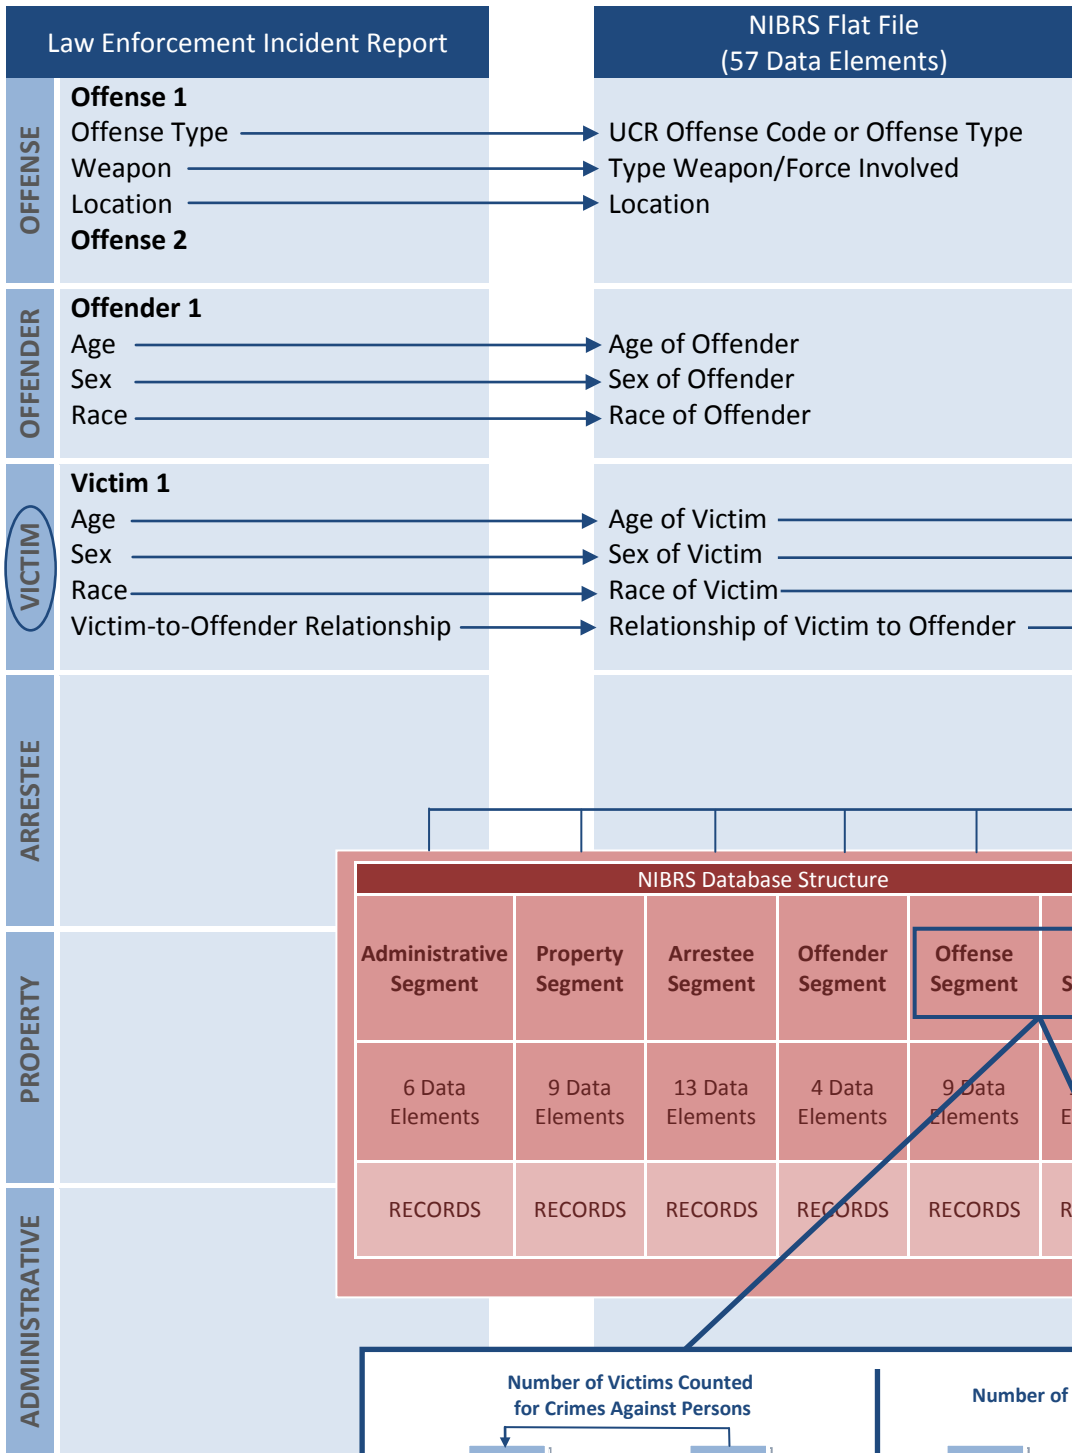 Law Enforcement Incident Report
NIBRS Flat File
(57 Data Elements)
OFFENSE
Offense 1
Offense Type
UCR Offense Code or Offense Type
Weapon
Type Weapon/Force Involved
Location
Location
Offense 2
OFFENDER
Offender 1
Age
Age of Offender
Sex
Sex of Offender
Race
Race of Offender
VICTIM
Victim 1
Age
Age of Victim
Sex
Sex of Victim
Race
Race of Victim
Victim-to-Offender Relationship
Relationship of Victim to Offender
ARRESTEE
PROPERTY
ADMINISTRATIVE
NIBRS Database Structure
Administrative
Segment
Property
Segment
Arrestee
Segment
Offender
Segment
Offense
Segment
S
6 Data
Elements
9 Data
Elements
13 Data
Elements
4 Data
Elements
9 Data
Elements
E
RECORDS
RECORDS
RECORDS
RECORDS
RECORDS
R
Number of Victims Counted
for Crimes Against Persons
Number of
1
1
1